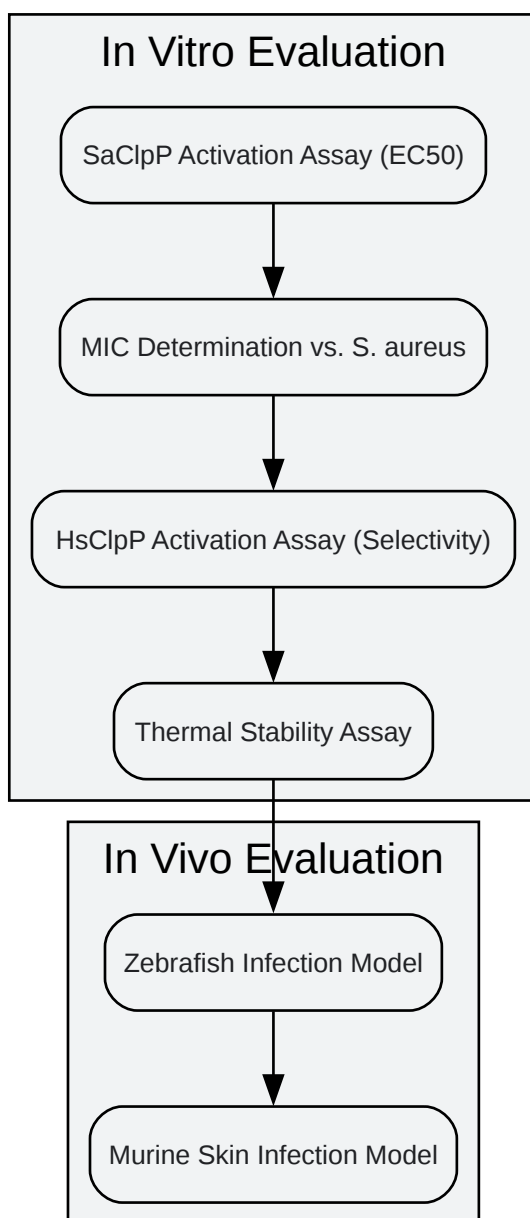 In Vitro Evaluation
SaClpP Activation Assay (EC50)
MIC Determination vs. S. aureus
HsClpP Activation Assay (Selectivity)
Thermal Stability Assay
In Vivo Evaluation
Zebrafish Infection Model
Murine Skin Infection Model